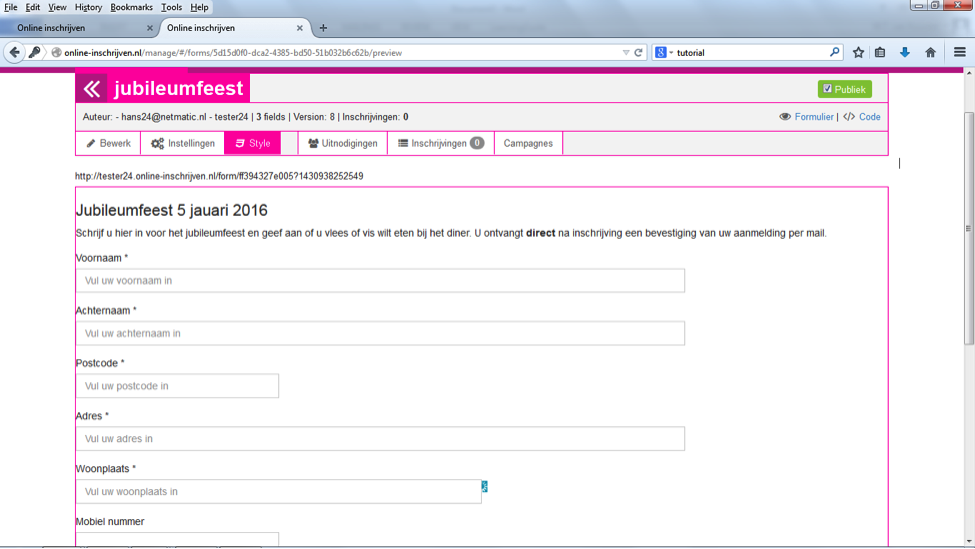 File Edit View History Bookmarks Tools Help
Online inschrijven × Online inschrijven × +
online-inschrijven.nl/manage/#/forms/5d15d0f0-dca2-4385-bd50-51b032b6c62b/preview
8 tutorial
jubileumfeest
Publiek
Auteur: - hans24@netmatic.nl - tester24 | 3 fields | Version: 8 | Inschrijvingen: 0
Formulier | </> Code
Bewerk Instellingen Style Uitnodigingen Inschrijvingen 0 Campagnes
http://tester24.online-inschrijven.nl/form/ff394327e005?1430938252549
Jubileumfeest 5 jauari 2016
Schrijf u hier in voor het jubileumfeest en geef aan of u vlees of vis wilt eten bij het diner. U ontvangt direct na inschrijving een bevestiging van uw aanmelding per mail.
Voornaam *
Vul uw voornaam in
Achternaam *
Vul uw achternaam in
Postcode *
Vul uw postcode in
Adres *
Vul uw adres in
Woonplaats *
Vul uw woonplaats in
Mobiel nummer